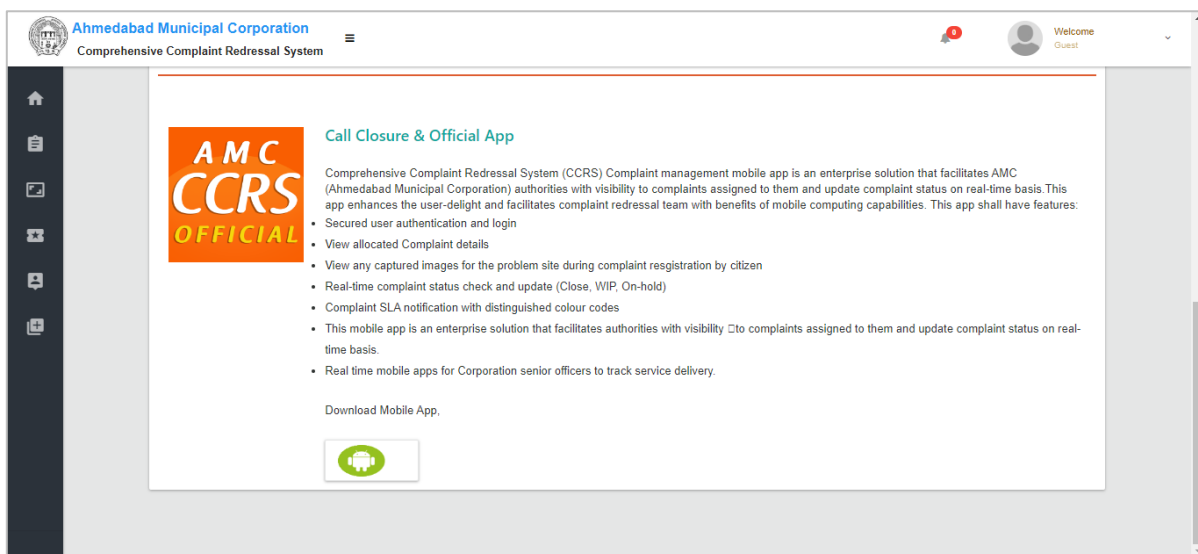 Ahmedabad Municipal Corporation
Comprehensive Complaint Redressal System
0
Welcome
Guest
AMC
CCRS
OFFICIAL
Call Closure & Official App
Comprehensive Complaint Redressal System (CCRS) Complaint management mobile app is an enterprise solution that facilitates AMC
(Ahmedabad Municipal Corporation) authorities with visibility to complaints assigned to them and update complaint status on real-time basis.This
app enhances the user-delight and facilitates complaint redressal team with benefits of mobile computing capabilities. This app shall have features:
• Secured user authentication and login
• View allocated Complaint details
• View any captured images for the problem site during complaint resgistration by citizen
• Real-time complaint status check and update (Close, WIP, On-hold)
• Complaint SLA notification with distinguished colour codes
• This mobile app is an enterprise solution that facilitates authorities with visibility □to complaints assigned to them and update complaint status on real-
time basis.
• Real time mobile apps for Corporation senior officers to track service delivery.
Download Mobile App,